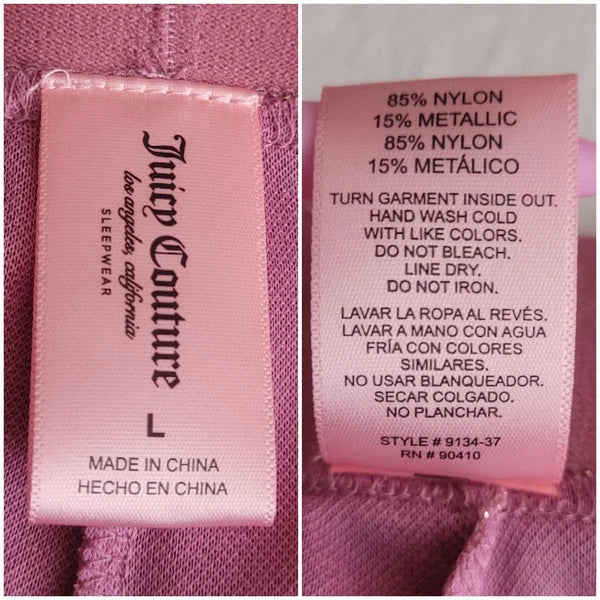 Juicy Couture
los angeles, california
SLEEPWEAR
L
MADE IN CHINA
HECHO EN CHINA
85% NYLON
15% METALLIC
85% NYLON
15% METÁLICO
TURN GARMENT INSIDE OUT.
HAND WASH COLD
WITH LIKE COLORS.
DO NOT BLEACH.
LINE DRY.
DO NOT IRON.
LAVAR LA ROPA AL REVÉS.
LAVAR A MANO CON AGUA
FRÍA CON COLORES
SIMILARES.
NO USAR BLANQUEADOR.
SECAR COLGADO.
NO PLANCHAR.
STYLE # 9134-37
RN # 90410